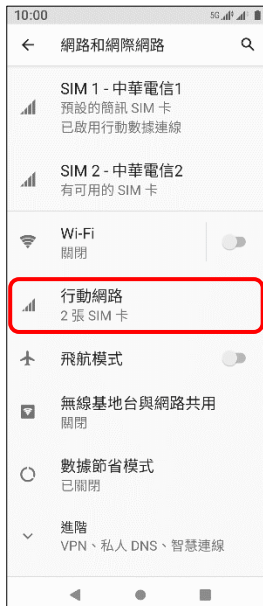 10:00 5G
網路和網際網路
SIM 1 - 中華電信1
預設的簡訊 SIM 卡
已啟用行動數據連線
SIM 2 - 中華電信2
有可用的 SIM 卡
Wi-Fi
關閉
行動網路
2 張 SIM 卡
飛航模式
無線基地台與網路共用
關閉
數據節省模式
已關閉
進階
VPN、私人 DNS、智慧連線